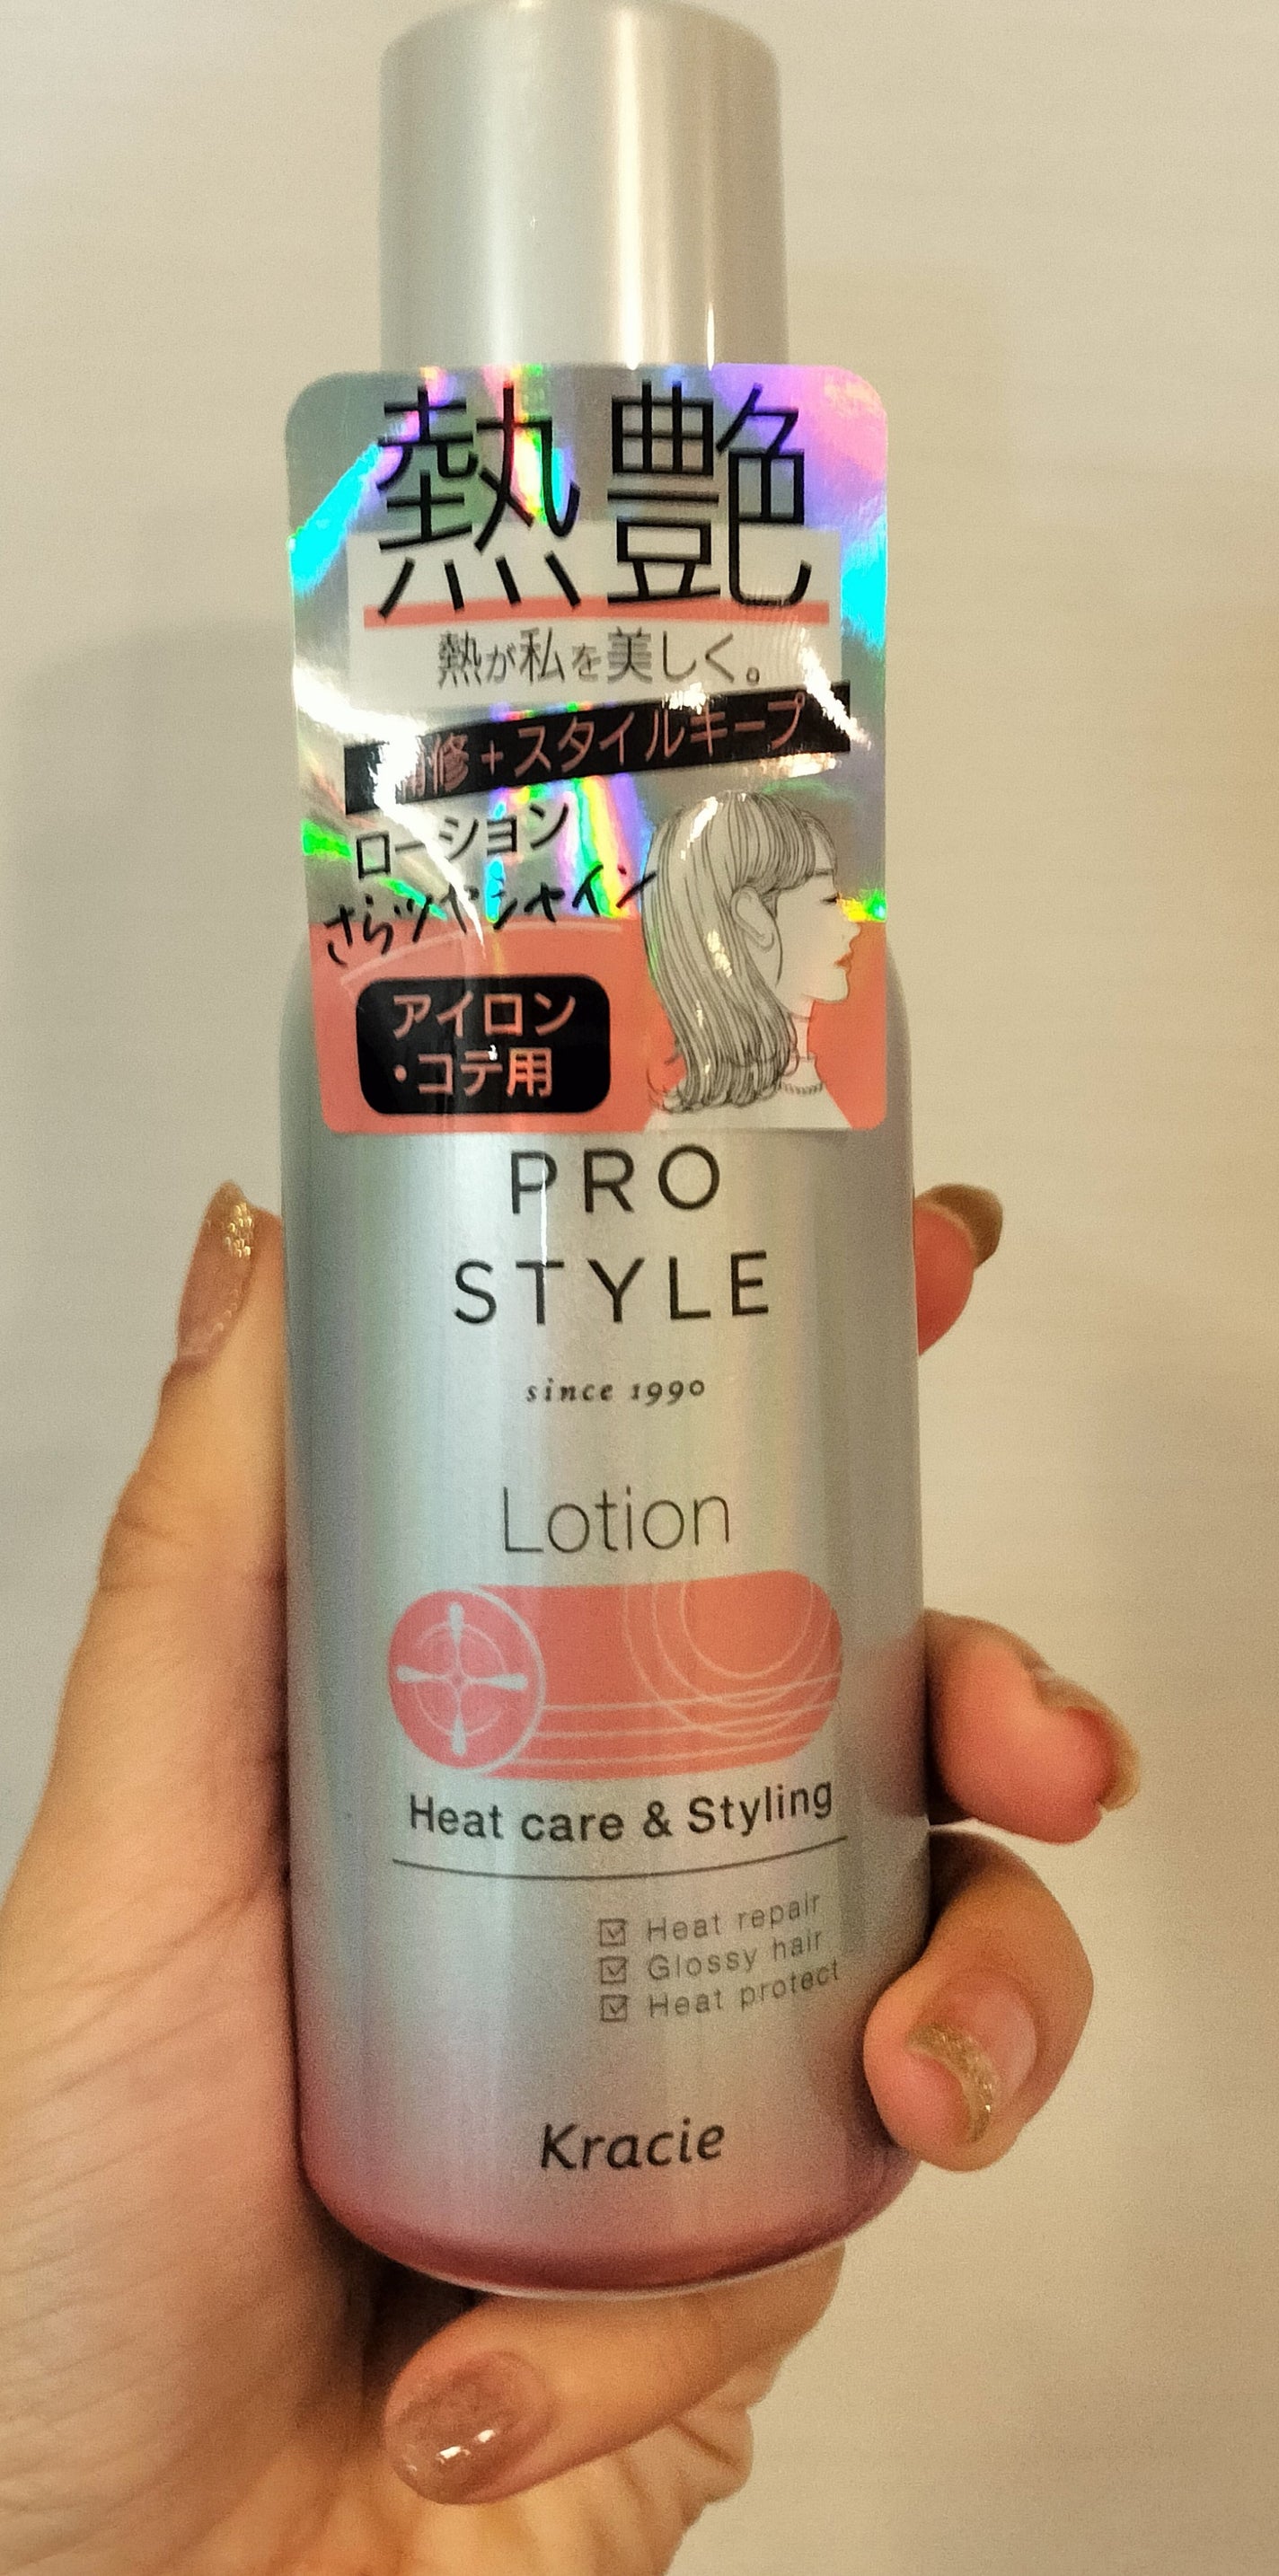 熱艶
熱が私を美しく。
補修+スタイルキープ
ローション
さらツヤシャイン
アイロン
・コテ用
PRO
STYLE
since 1990
Lotion
Heat care & Styling
Heat repair
Glossy hair
Heat protect
Kracie